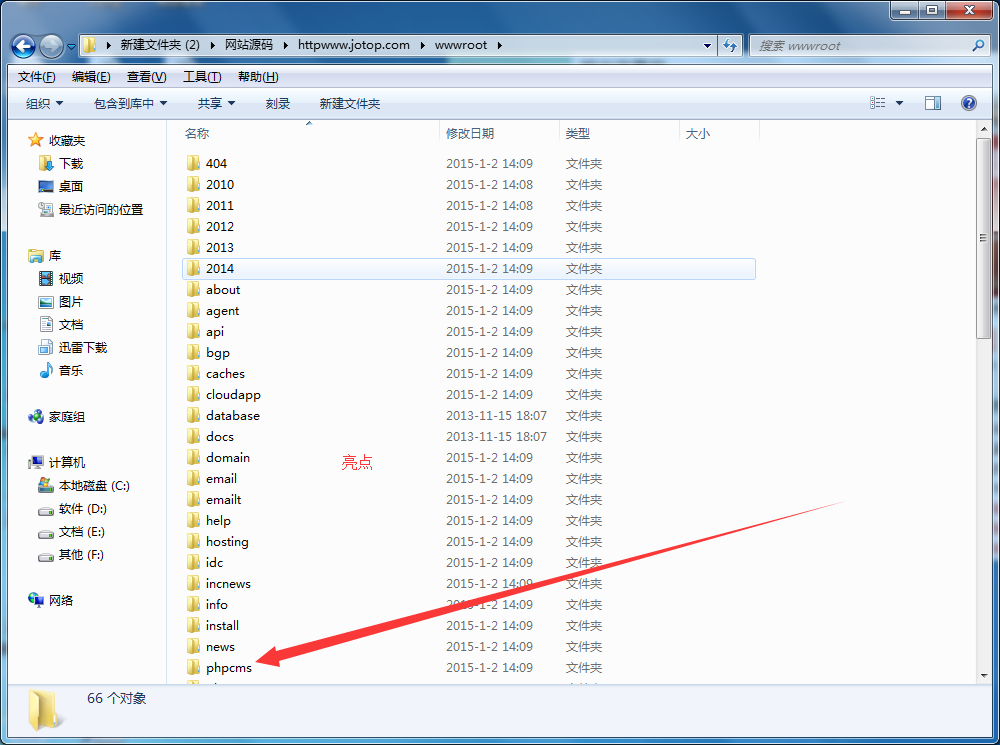 新建文件夹 (2) 网站源码 httpwww.jotop.com wwwroot
搜索 wwwroot
文件(F) 编辑(E) 查看(V) 工具(T) 帮助(H)
组织 包含到库中 共享 刻录 新建文件夹
收藏夹
下载
桌面
最近访问的位置
库
视频
图片
文档
迅雷下载
音乐
家庭组
计算机
本地磁盘 (C:)
软件 (D:)
文档 (E:)
其他 (F:)
网络
名称 修改日期 类型 大小
404 2015-1-2 14:09 文件夹
2010 2015-1-2 14:08 文件夹
2011 2015-1-2 14:08 文件夹
2012 2015-1-2 14:09 文件夹
2013 2015-1-2 14:09 文件夹
2014 2015-1-2 14:09 文件夹
about 2015-1-2 14:09 文件夹
agent 2015-1-2 14:09 文件夹
api 2015-1-2 14:09 文件夹
bgp 2015-1-2 14:09 文件夹
caches 2015-1-2 14:09 文件夹
cloudapp 2015-1-2 14:09 文件夹
database 2013-11-15 18:07 文件夹
docs 2013-11-15 18:07 文件夹
domain 2015-1-2 14:09 文件夹
亮点
email 2015-1-2 14:09 文件夹
emailt 2015-1-2 14:09 文件夹
help 2015-1-2 14:09 文件夹
hosting 2015-1-2 14:09 文件夹
idc 2015-1-2 14:09 文件夹
incnews 2015-1-2 14:09 文件夹
info 2015-1-2 14:09 文件夹
install 2015-1-2 14:09 文件夹
news 2015-1-2 14:09 文件夹
phpcms 2015-1-2 14:09 文件夹
66 个对象